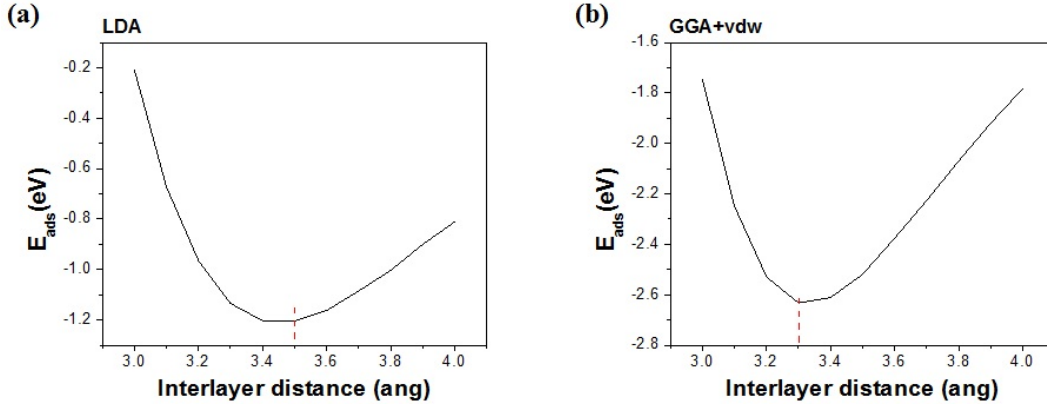 (a)
LDA
-0.2
-0.4
-0.6
-0.8
-1.0
-1.2
E_ads(eV)
3.0 3.2 3.4 3.6 3.8 4.0
Interlayer distance (ang)
(b)
GGA+vdw
-1.6
-1.8
-2.0
-2.2
-2.4
-2.6
-2.8
E_ads(eV)
3.0 3.2 3.4 3.6 3.8 4.0
Interlayer distance (ang)